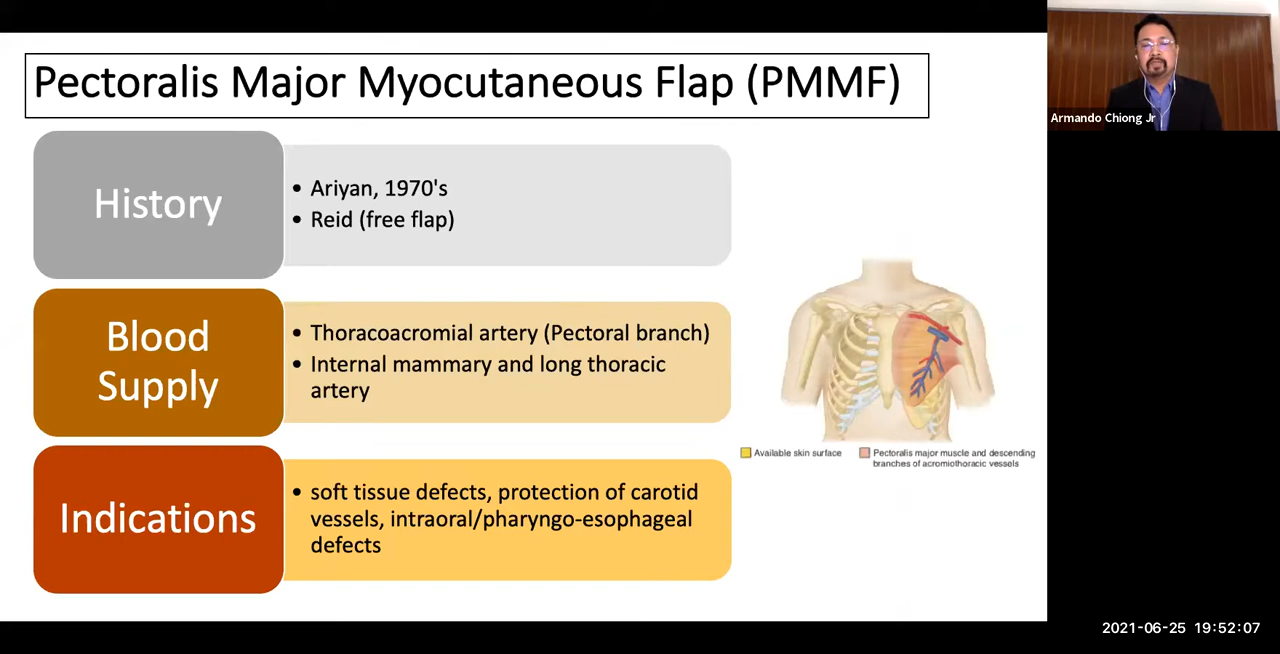 Pectoralis Major Myocutaneous Flap (PMMF)
History
• Ariyan, 1970's
• Reid (free flap)
Blood
Supply
• Thoracoacromial artery (Pectoral branch)
• Internal mammary and long thoracic
artery
Indications
• soft tissue defects, protection of carotid
vessels, intraoral/pharyngo-esophageal
defects
Available skin surface
Pectoralis major muscle and descending
branches of acromiothoracic vessels
Armando Chiong Jr
2021-06-25 19:52:07